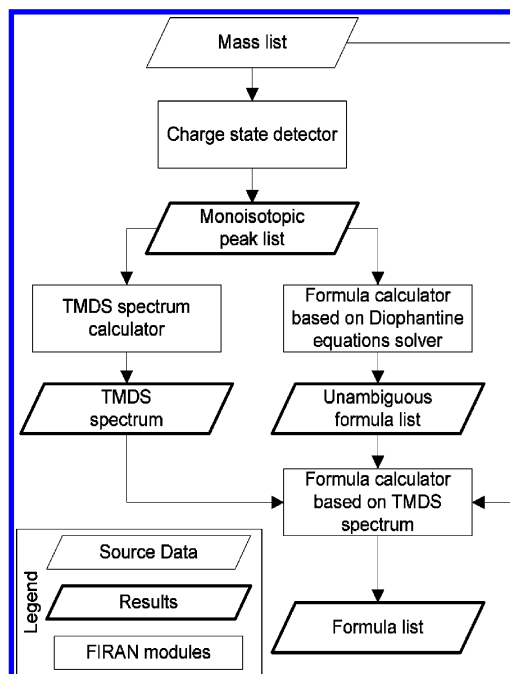 Mass list
Charge state detector
Monoisotopic
peak list
TMDS spectrum
calculator
Formula calculator
based on Diophantine
equations solver
TMDS
spectrum
Unambiguous
formula list
Formula calculator
based on TMDS
spectrum
Formula list
Legend
Source Data
Results
FIRAN modules